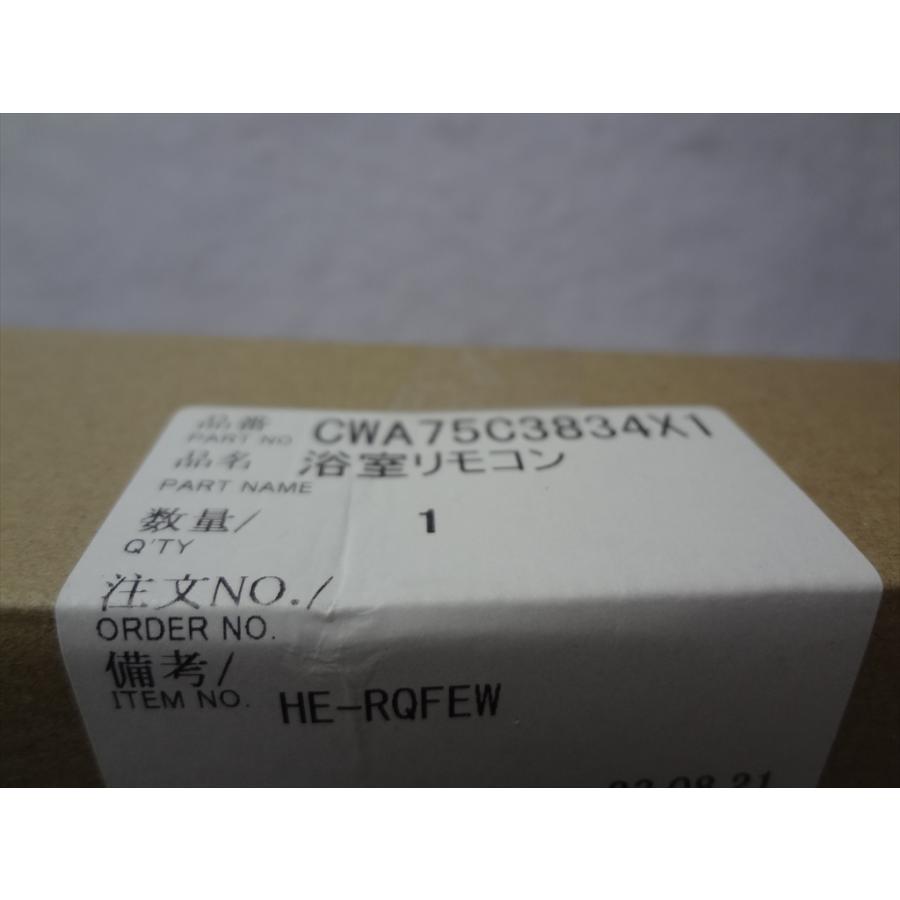 品番 CWA75C3834X1
PART NO
品名 浴室リモコン
PART NAME
数量/ 1
Q'TY
注文NO./
ORDER NO.
備考/
ITEM NO. HE-RQFEW